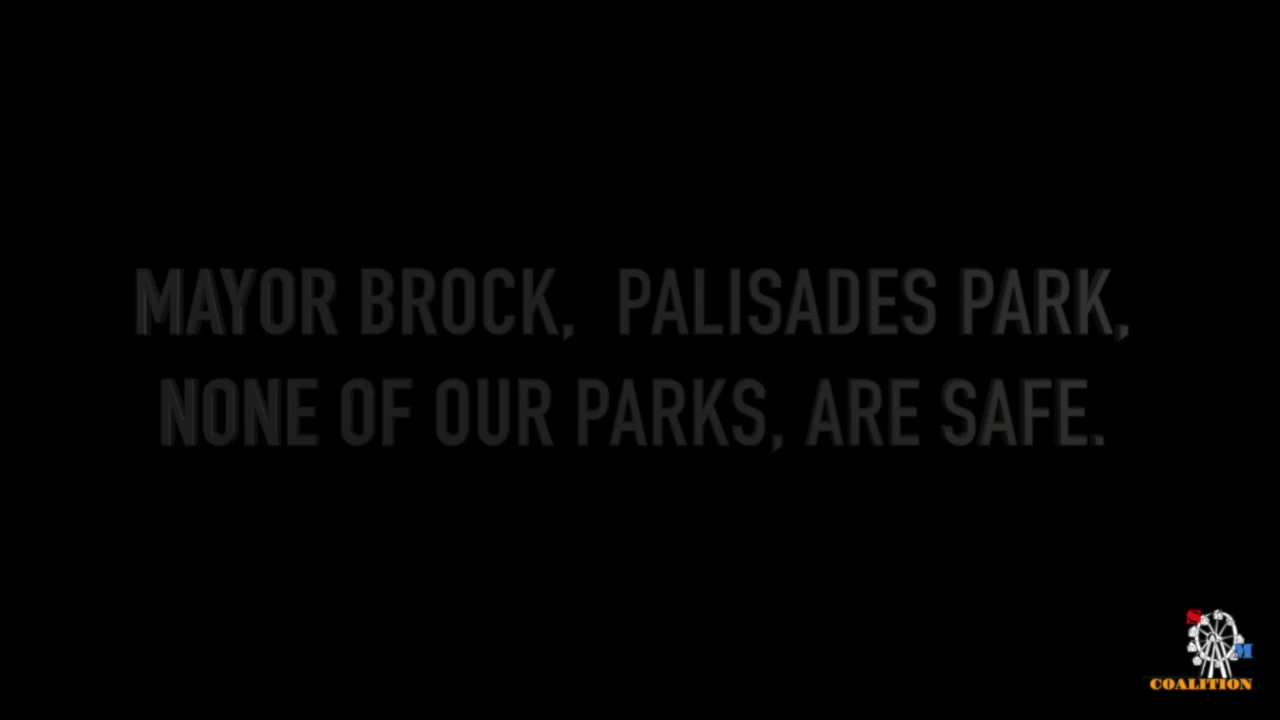 MAYOR BROCK, PALISADES PARK,
NONE OF OUR PARKS, ARE SAFE.
S
M
COALITION